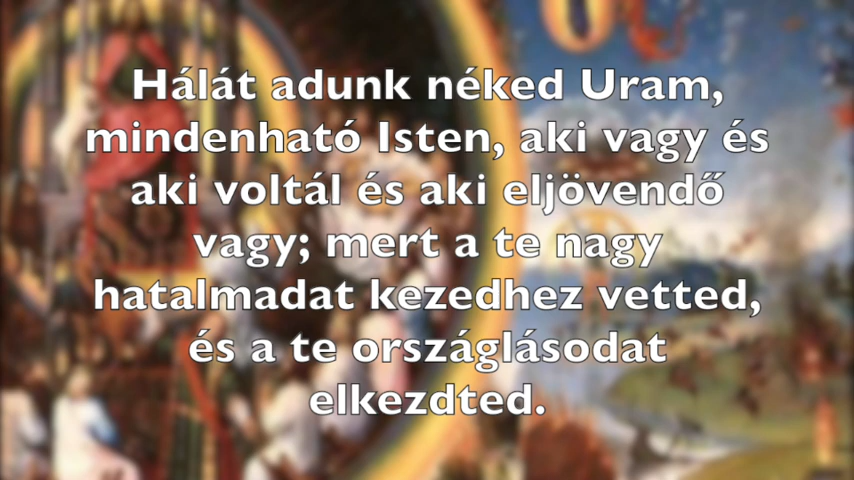 Hálát adunk néked Uram,
mindenható Isten, aki vagy és
aki voltál és aki eljövendő
vagy; mert a te nagy
hatalmadat kezedhez vetted,
és a te országlásodat
elkezdted.